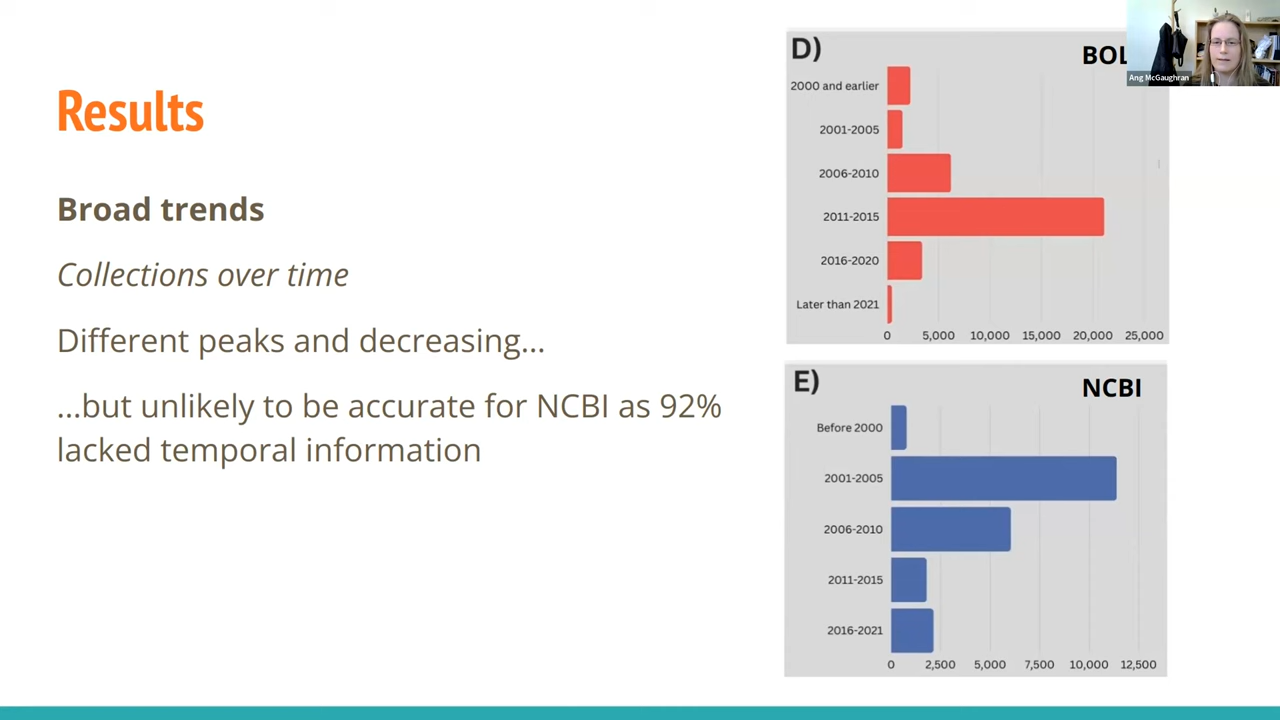 Results
Broad trends
Collections over time
Different peaks and decreasing...
...but unlikely to be accurate for NCBI as 92%
lacked temporal information
D)
2000 and earlier
2001-2005
2006-2010
2011-2015
2016-2020
Later than 2021
0 5,000 10,000 15,000 20,000 25,000
Ang McGaughran
E)
NCBI
Before 2000
2001-2005
2006-2010
2011-2015
2016-2021
0 2,500 5,000 7,500 10,000 12,500